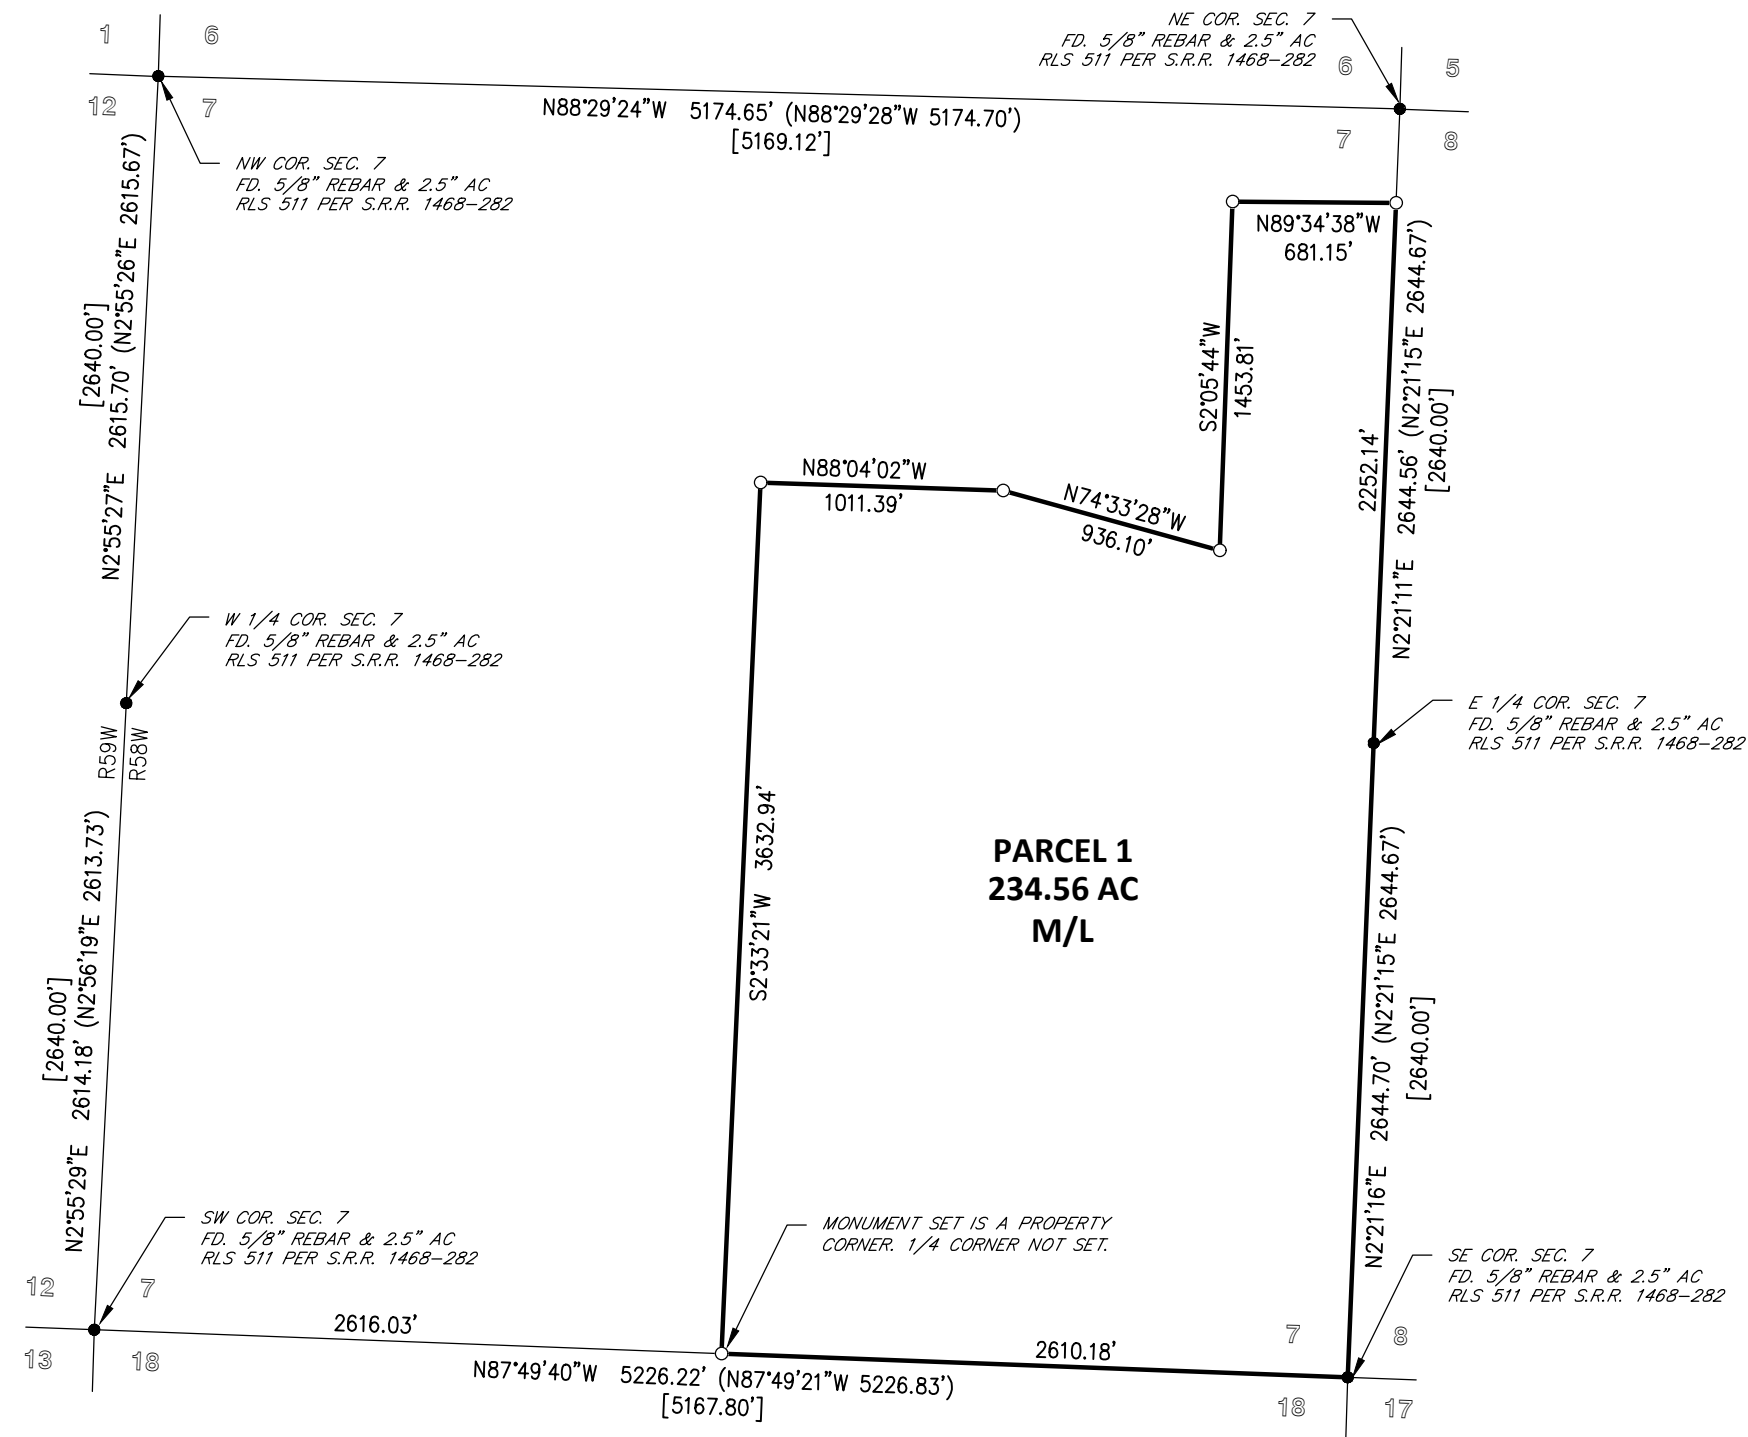 1
6
12
7
NE COR. SEC. 7
FD. 5/8" REBAR & 2.5" AC
RLS 511 PER S.R.R. 1468-282
6
5
7
8
N88°29'24"W 5174.65' (N88°29'28"W 5174.70')
[5169.12']
NW COR. SEC. 7
FD. 5/8" REBAR & 2.5" AC
RLS 511 PER S.R.R. 1468-282
N2°55'27"E 2615.70' (N2°55'26"E 2615.67')
[2640.00']
N89°34'38"W
681.15'
S2°05'44"W
1453.81'
2252.14'
N2°21'11"E 2644.56' (N2°21'15"E 2644.67')
[2640.00']
N88°04'02"W
1011.39'
N74°33'28"W
936.10'
W 1/4 COR. SEC. 7
FD. 5/8" REBAR & 2.5" AC
RLS 511 PER S.R.R. 1468-282
R59W
R58W
E 1/4 COR. SEC. 7
FD. 5/8" REBAR & 2.5" AC
RLS 511 PER S.R.R. 1468-282
S2°33'21"W 3632.94'
PARCEL 1
234.56 AC
M/L
[2640.00']
N2°55'29"E 2614.18' (N2°56'19"E 2613.73')
N2°21'16"E 2644.70' (N2°21'15"E 2644.67')
[2640.00']
SW COR. SEC. 7
FD. 5/8" REBAR & 2.5" AC
RLS 511 PER S.R.R. 1468-282
MONUMENT SET IS A PROPERTY
CORNER. 1/4 CORNER NOT SET.
SE COR. SEC. 7
FD. 5/8" REBAR & 2.5" AC
RLS 511 PER S.R.R. 1468-282
12
7
13
18
2616.03'
2610.18'
N87°49'40"W 5226.22' (N87°49'21"W 5226.83')
[5167.80']
7
8
18
17